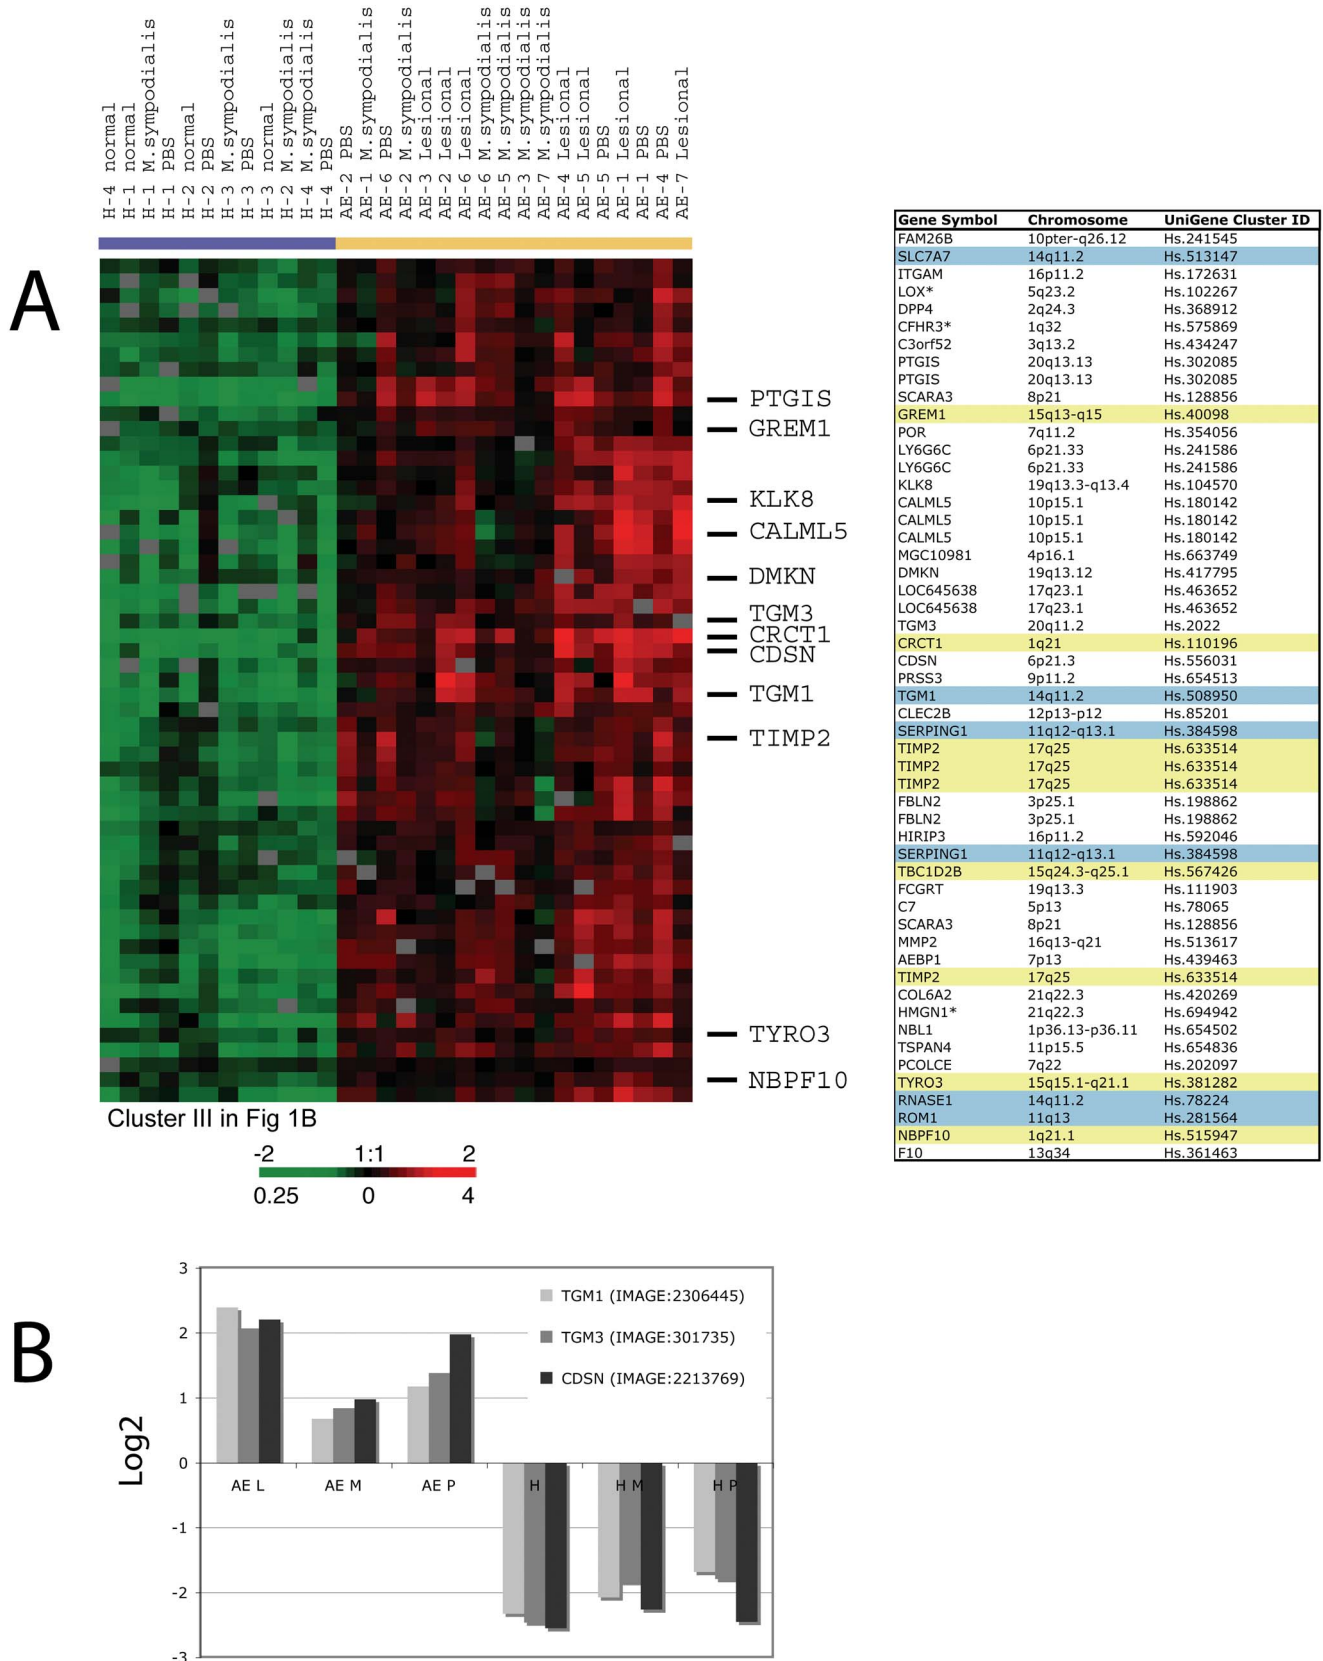 H-4 normal
H-1 normal
H-1 M.sympodialis
H-1 PBS
H-2 normal
H-2 PBS
H-3 M.sympodialis
H-3 PBS
H-3 normal
H-2 M.sympodialis
H-4 M.sympodialis
H-4 PBS
AE-2 PBS
AE-1 M.sympodialis
AE-6 PBS
AE-2 M.sympodialis
AE-3 Lesional
AE-2 Lesional
AE-6 Lesional
AE-6 M.sympodialis
AE-5 M.sympodialis
AE-3 M.sympodialis
AE-7 M.sympodialis
AE-4 Lesional
AE-5 Lesional
AE-5 PBS
AE-1 Lesional
AE-1 PBS
AE-4 PBS
AE-7 Lesional
A
PTGIS
GREM1
KLK8
CALML5
DMKN
TGM3
CRCT1
CDSN
TGM1
TIMP2
TYRO3
NBPF10
Cluster III in Fig 1B
-2 1:1 2
0.25 0 4
Gene Symbol Chromosome UniGene Cluster ID
FAM26B 10pter-q26.12 Hs.241545
SLC7A7 14q11.2 Hs.513147
ITGAM 16p11.2 Hs.172631
LOX* 5q23.2 Hs.102267
DPP4 2q24.3 Hs.368912
CFHR3* 1q32 Hs.575869
C3orf52 3q13.2 Hs.434247
PTGIS 20q13.13 Hs.302085
PTGIS 20q13.13 Hs.302085
SCARA3 8p21 Hs.128856
GREM1 15q13-q15 Hs.40098
POR 7q11.2 Hs.354056
LY6G6C 6p21.33 Hs.241586
LY6G6C 6p21.33 Hs.241586
KLK8 19q13.3-q13.4 Hs.104570
CALML5 10p15.1 Hs.180142
CALML5 10p15.1 Hs.180142
CALML5 10p15.1 Hs.180142
MGC10981 4p16.1 Hs.663749
DMKN 19q13.12 Hs.417795
LOC645638 17q23.1 Hs.463652
LOC645638 17q23.1 Hs.463652
TGM3 20q11.2 Hs.2022
CRCT1 1q21 Hs.110196
CDSN 6p21.3 Hs.556031
PRSS3 9p11.2 Hs.654513
TGM1 14q11.2 Hs.508950
CLEC2B 12p13-p12 Hs.85201
SERPING1 11q12-q13.1 Hs.384598
TIMP2 17q25 Hs.633514
TIMP2 17q25 Hs.633514
TIMP2 17q25 Hs.633514
FBLN2 3p25.1 Hs.198862
FBLN2 3p25.1 Hs.198862
HIRIP3 16p11.2 Hs.592046
SERPING1 11q12-q13.1 Hs.384598
TBC1D2B 15q24.3-q25.1 Hs.567426
FCGRT 19q13.3 Hs.111903
C7 5p13 Hs.78065
SCARA3 8p21 Hs.128856
MMP2 16q13-q21 Hs.513617
AEBP1 7p13 Hs.439463
TIMP2 17q25 Hs.633514
COL6A2 21q22.3 Hs.420269
HMGN1* 21q22.3 Hs.694942
NBL1 1p36.13-p36.11 Hs.654502
TSPAN4 11p15.5 Hs.654836
PCOLCE 7q22 Hs.202097
TYRO3 15q15.1-q21.1 Hs.381282
RNASE1 14q11.2 Hs.78224
ROM1 11q13 Hs.281564
NBPF10 1q21.1 Hs.515947
F10 13q34 Hs.361463
B
Log2
3
2
1
0
-1
-2
-3
TGM1 (IMAGE:2306445)
TGM3 (IMAGE:301735)
CDSN (IMAGE:2213769)
AE L AE M AE P H H M H P